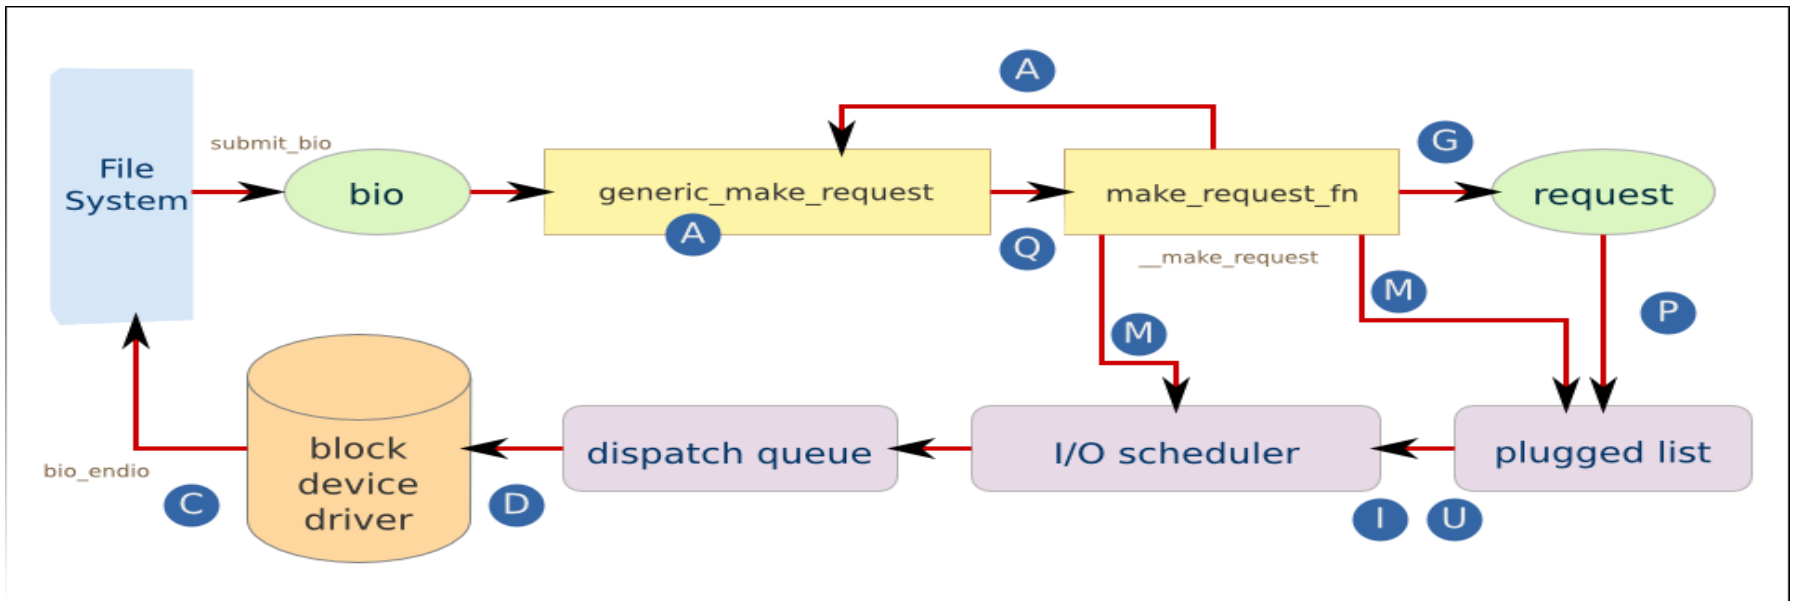 A
G
submit_bio
File
System
bio
generic_make_request
make_request_fn
request
A
Q
__make_request
M
P
M
block
device
driver
dispatch queue
I/O scheduler
plugged list
bio_endio
C
D
I
U